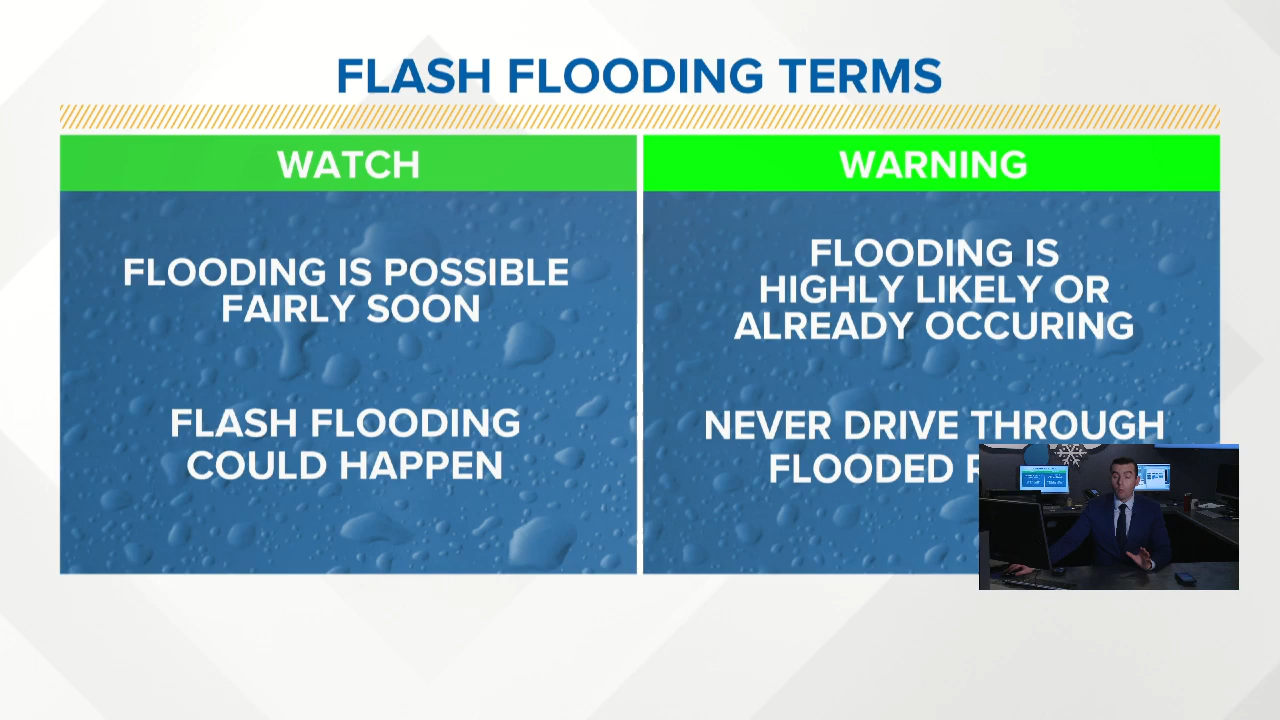 FLASH FLOODING TERMS
WATCH
FLOODING IS POSSIBLE
FAIRLY SOON
FLASH FLOODING
COULD HAPPEN
WARNING
FLOODING IS
HIGHLY LIKELY OR
ALREADY OCCURING
NEVER DRIVE THROUGH
FLOODED